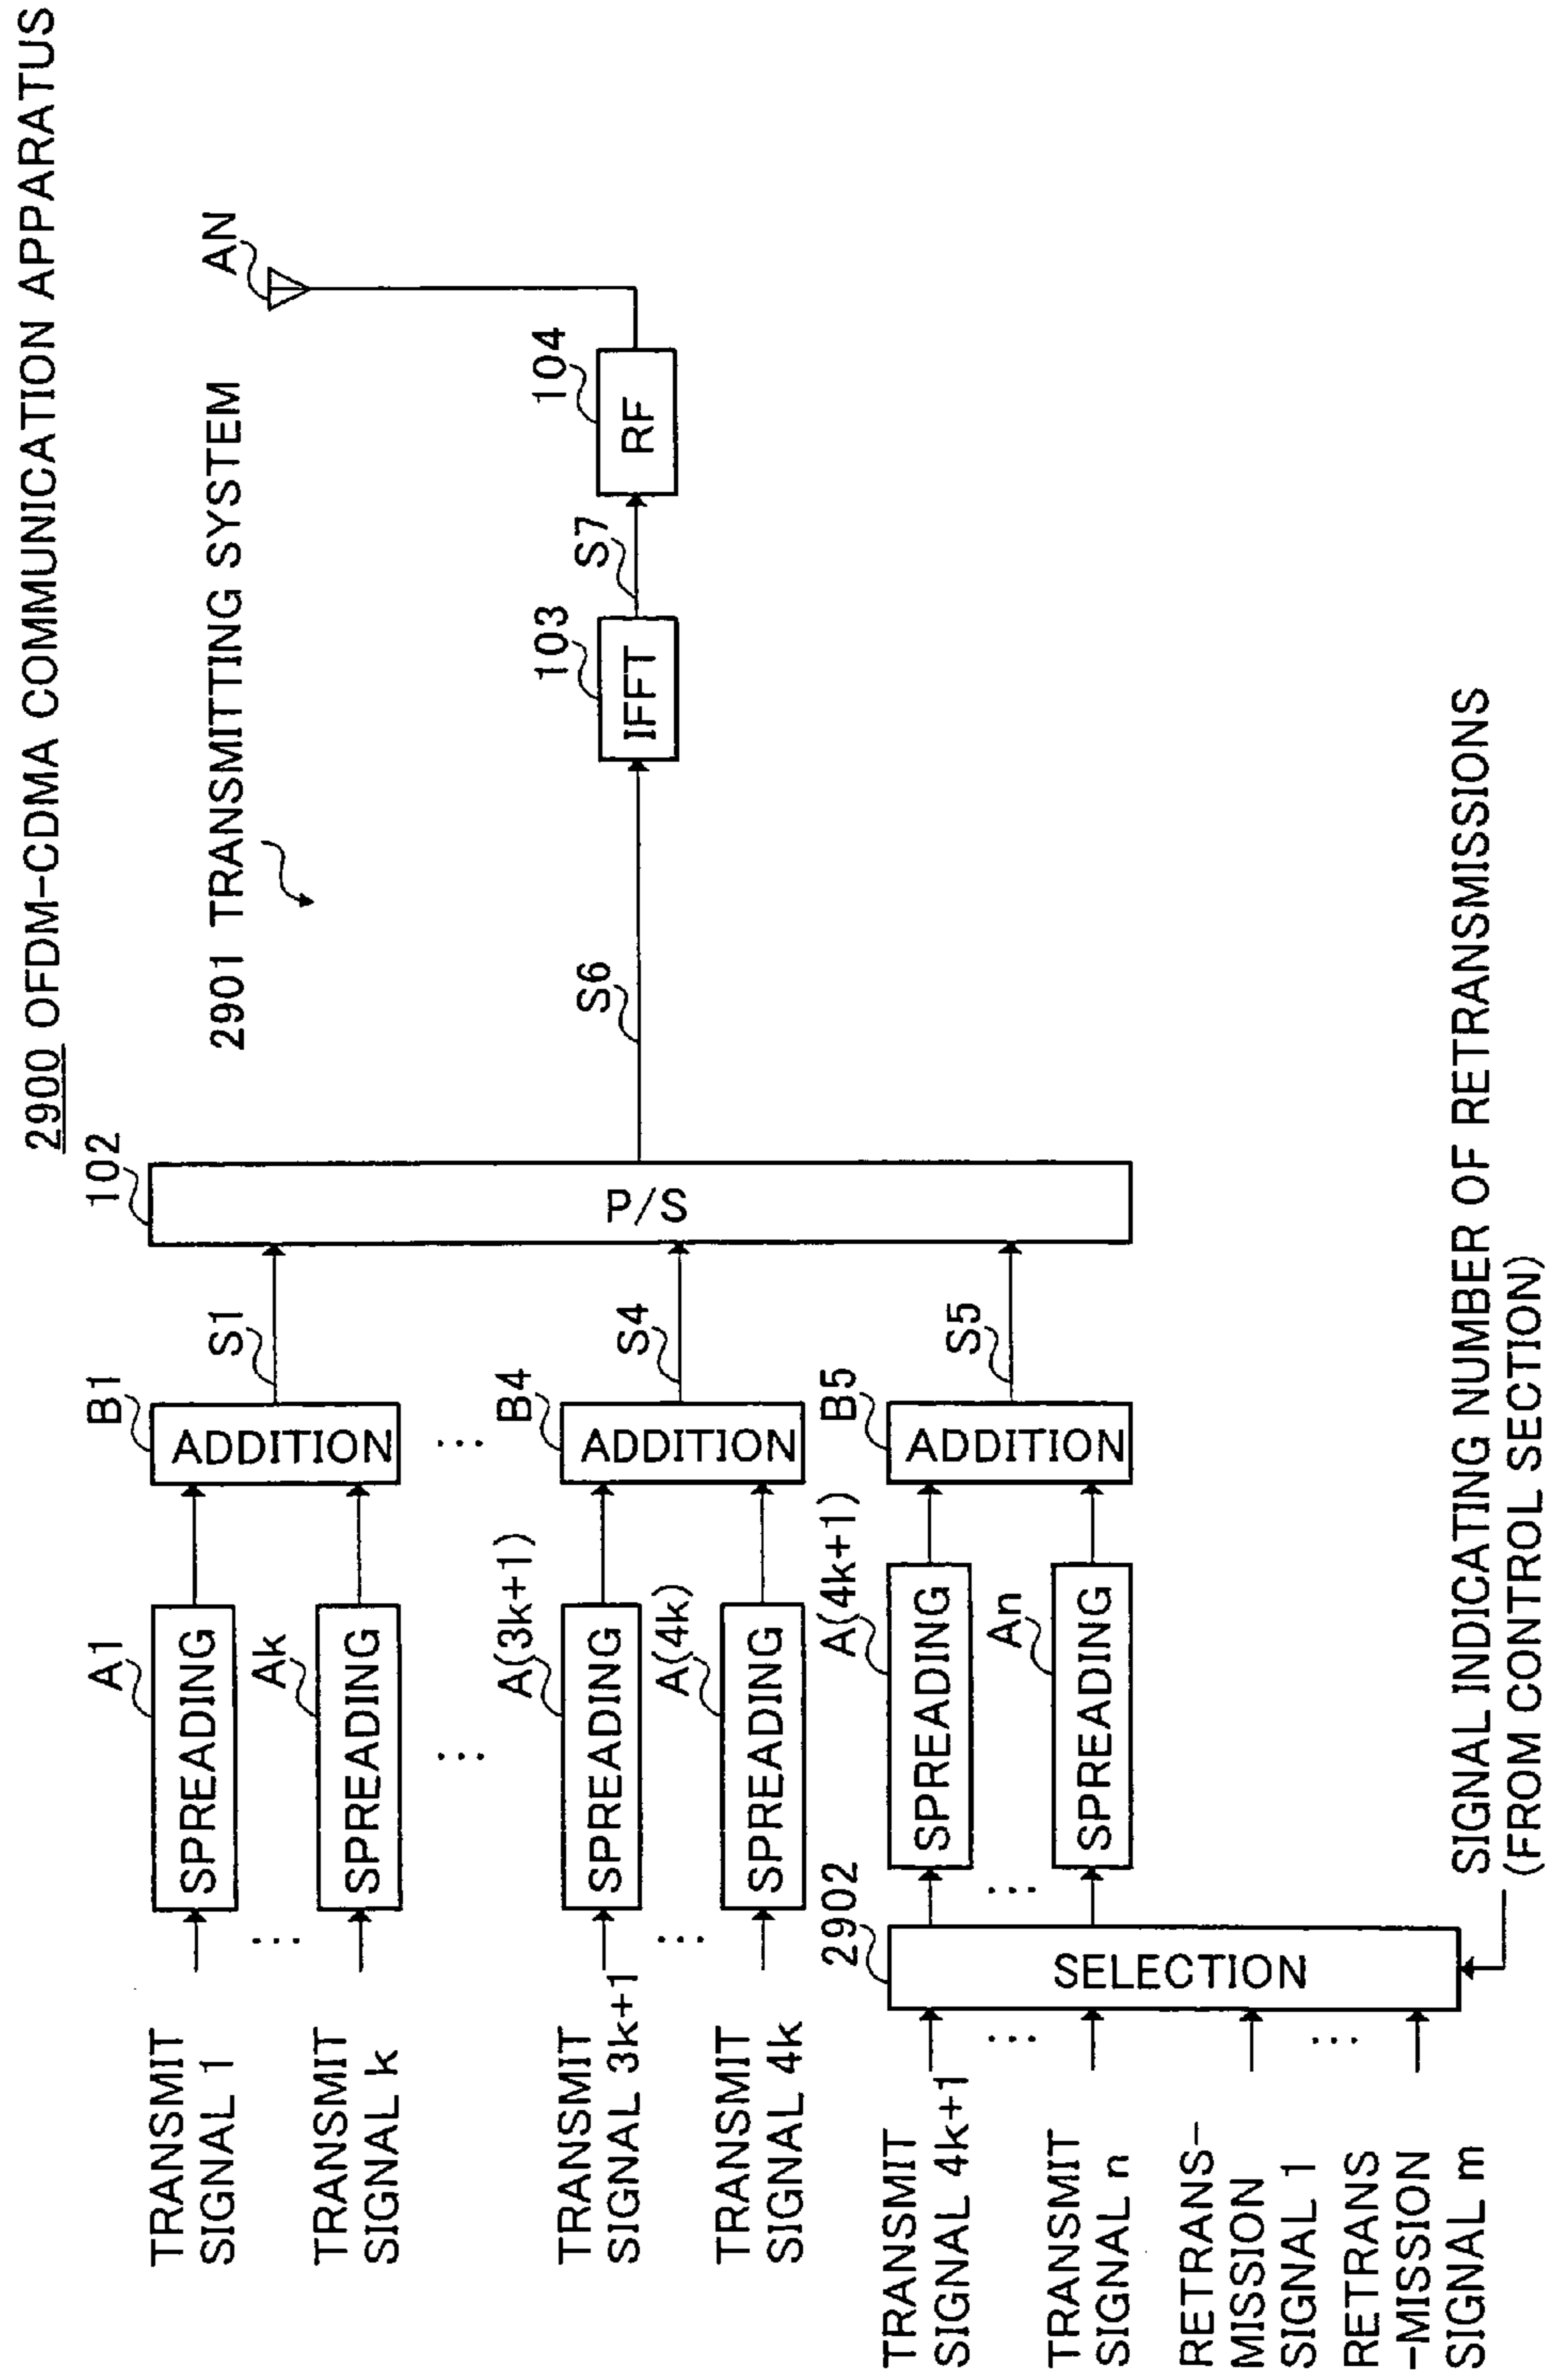 2900 OFDM-CDMA COMMUNICATION APPARATUS
2901 TRANSMITTING SYSTEM
AN
102
P/S
S6
103
IFFT
S7
104
RF
TRANSMIT
SIGNAL 1
A1
SPREADING
B1
ADDITION
S1
...
TRANSMIT
SIGNAL k
Ak
SPREADING
...
...
TRANSMIT
SIGNAL 3k+1
A(3k+1)
SPREADING
B4
ADDITION
S4
...
TRANSMIT
SIGNAL 4k
A(4k)
SPREADING
TRANSMIT
SIGNAL 4k+1
2902
SELECTION
A(4k+1)
SPREADING
B5
ADDITION
S5
...
...
TRANSMIT
SIGNAL n
An
SPREADING
RETRANS-
MISSION
SIGNAL 1
...
RETRANS
-MISSION
SIGNAL m
SIGNAL INDICATING NUMBER OF RETRANSMISSIONS
(FROM CONTROL SECTION)